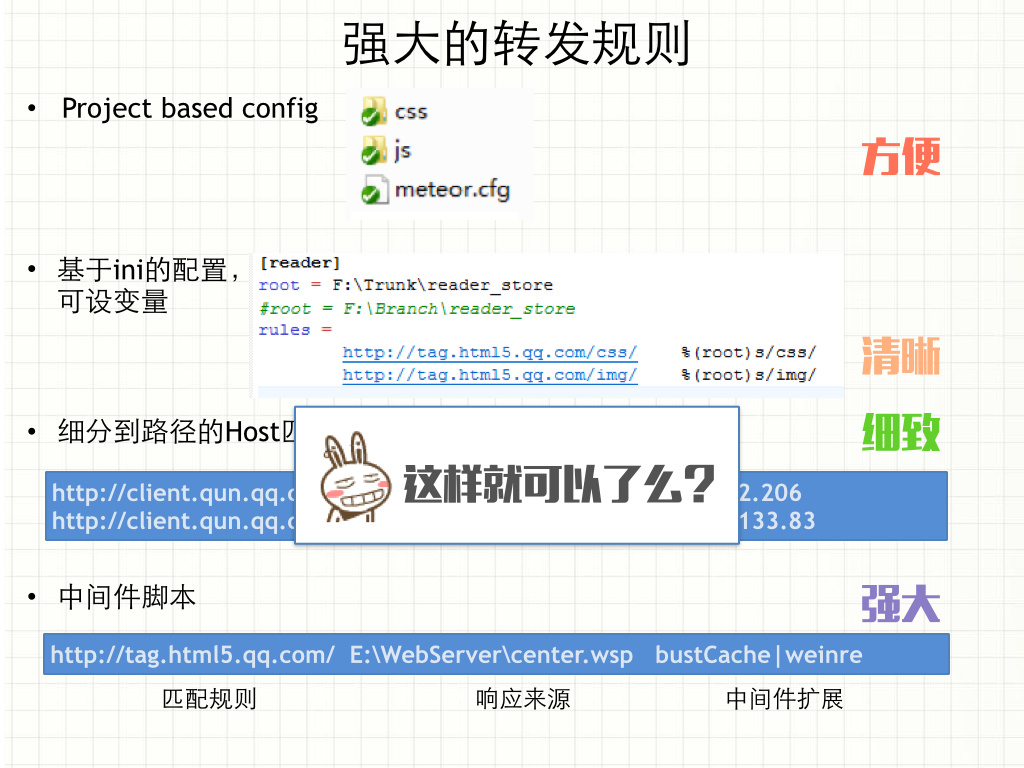 强大的转发规则
• Project based config
css
js
meteor.cfg
方便
• 基于ini的配置，
可设变量
[reader]
root = F:\Trunk\reader_store
#root = F:\Branch\reader_store
rules =
http://tag.html5.qq.com/css/ %(root)s/css/
http://tag.html5.qq.com/img/ %(root)s/img/
清晰
• 细分到路径的Host匹
细致
http://client.qun.qq.c 2.206
http://client.qun.qq.c 133.83
这样就可以了么？
• 中间件脚本
强大
http://tag.html5.qq.com/ E:\WebServer\center.wsp bustCache|weinre
匹配规则 响应来源 中间件扩展